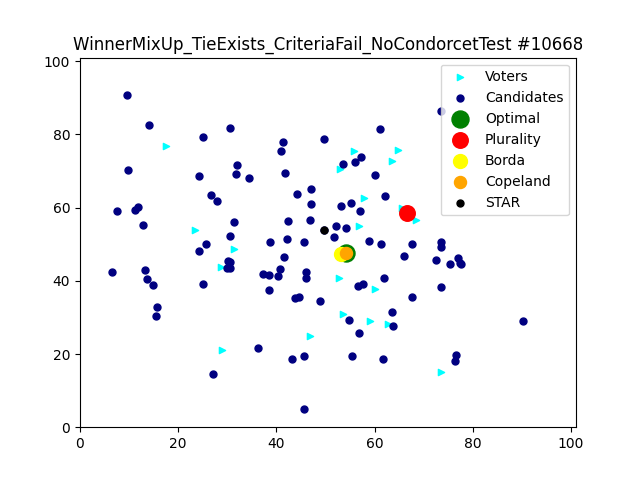 WinnerMixUp_TieExists_CriteriaFail_NoCondorcetTest #10668
100
80
60
40
20
0
0 20 40 60 80 100
Voters
Candidates
Optimal
Plurality
Borda
Copeland
STAR